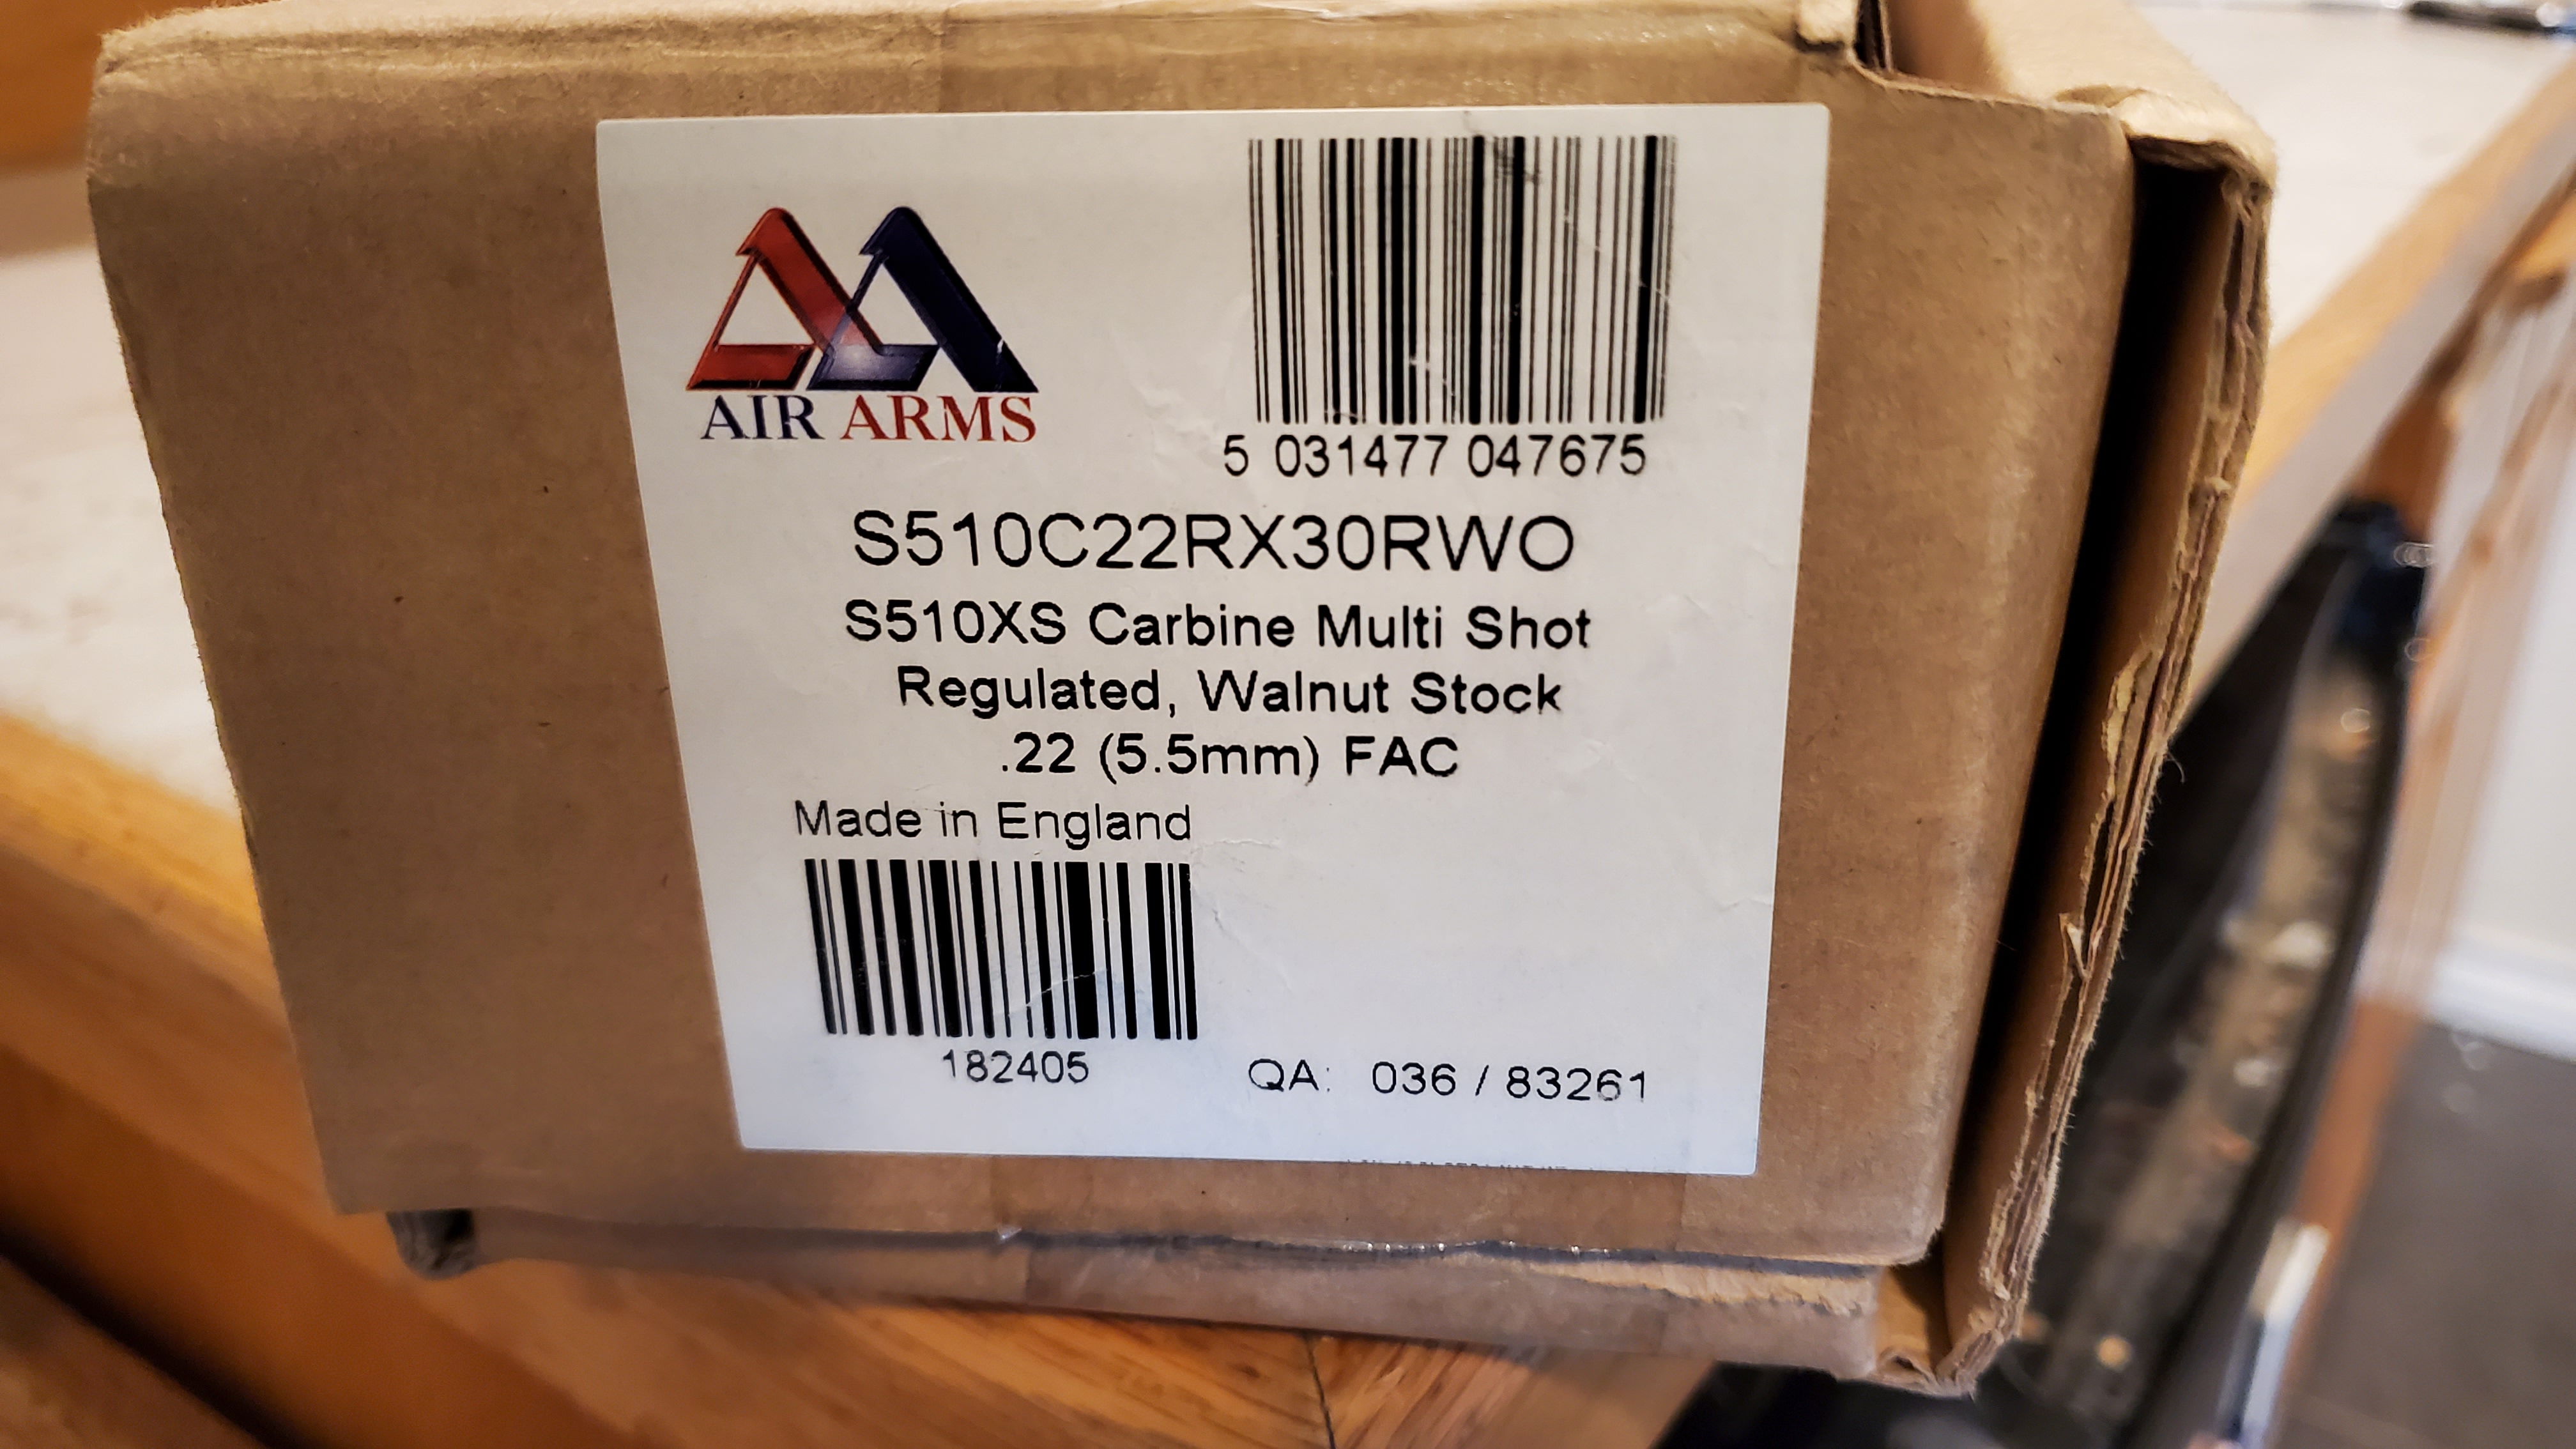 AIR ARMS
5 031477 047675
S510C22RX30RWO
S510XS Carbine Multi Shot
Regulated, Walnut Stock
.22 (5.5mm) FAC
Made in England
182405
QA: 036 / 83261